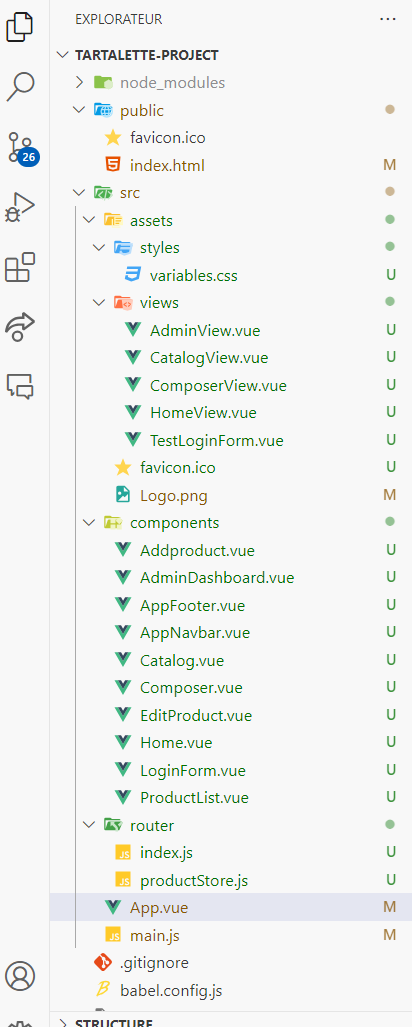 EXPLORATEUR ...
TARTALETTE-PROJECT
node_modules
public
favicon.ico
index.html M
src
assets
styles
variables.css U
views
AdminView.vue U
CatalogView.vue U
ComposerView.vue U
HomeView.vue U
TestLoginForm.vue U
favicon.ico U
Logo.png M
components
Addproduct.vue U
AdminDashboard.vue U
AppFooter.vue U
AppNavbar.vue U
Catalog.vue U
Composer.vue U
EditProduct.vue U
Home.vue U
LoginForm.vue U
ProductList.vue U
router
JS index.js U
JS productStore.js U
App.vue M
JS main.js M
.gitignore
babel.config.js
STRUCTURE
26